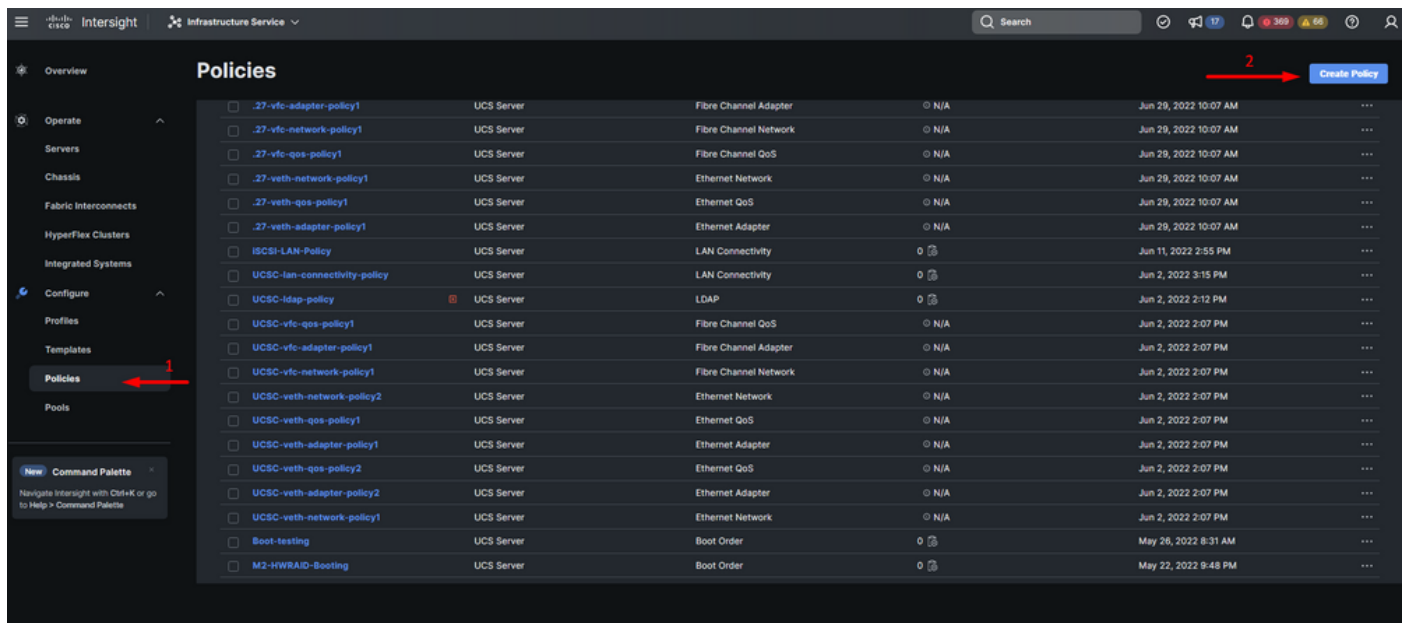 cisco Intersight Infrastructure Service Search 17 369 66
Overview
Policies
2
Create Policy
Operate
Servers
Chassis
Fabric Interconnects
HyperFlex Clusters
Integrated Systems
Configure
Profiles
Templates
Policies
1
Pools
New Command Palette
Navigate Intersight with Ctrl+K or go
to Help > Command Palette
.27-vfc-adapter-policy1 UCS Server Fibre Channel Adapter N/A Jun 29, 2022 10:07 AM ...
.27-vfc-network-policy1 UCS Server Fibre Channel Network N/A Jun 29, 2022 10:07 AM ...
.27-vfc-qos-policy1 UCS Server Fibre Channel QoS N/A Jun 29, 2022 10:07 AM ...
.27-veth-network-policy1 UCS Server Ethernet Network N/A Jun 29, 2022 10:07 AM ...
.27-veth-qos-policy1 UCS Server Ethernet QoS N/A Jun 29, 2022 10:07 AM ...
.27-veth-adapter-policy1 UCS Server Ethernet Adapter N/A Jun 29, 2022 10:07 AM ...
iSCSI-LAN-Policy UCS Server LAN Connectivity 0 Jun 11, 2022 2:55 PM ...
UCSC-lan-connectivity-policy UCS Server LAN Connectivity 0 Jun 2, 2022 3:15 PM ...
UCSC-ldap-policy UCS Server LDAP 0 Jun 2, 2022 2:12 PM ...
UCSC-vfc-qos-policy1 UCS Server Fibre Channel QoS N/A Jun 2, 2022 2:07 PM ...
UCSC-vfc-adapter-policy1 UCS Server Fibre Channel Adapter N/A Jun 2, 2022 2:07 PM ...
UCSC-vfc-network-policy1 UCS Server Fibre Channel Network N/A Jun 2, 2022 2:07 PM ...
UCSC-veth-network-policy2 UCS Server Ethernet Network N/A Jun 2, 2022 2:07 PM ...
UCSC-veth-qos-policy1 UCS Server Ethernet QoS N/A Jun 2, 2022 2:07 PM ...
UCSC-veth-adapter-policy1 UCS Server Ethernet Adapter N/A Jun 2, 2022 2:07 PM ...
UCSC-veth-qos-policy2 UCS Server Ethernet QoS N/A Jun 2, 2022 2:07 PM ...
UCSC-veth-adapter-policy2 UCS Server Ethernet Adapter N/A Jun 2, 2022 2:07 PM ...
UCSC-veth-network-policy1 UCS Server Ethernet Network N/A Jun 2, 2022 2:07 PM ...
Boot-testing UCS Server Boot Order 0 May 26, 2022 8:31 AM ...
M2-HWRAID-Booting UCS Server Boot Order 0 May 22, 2022 9:48 PM ...